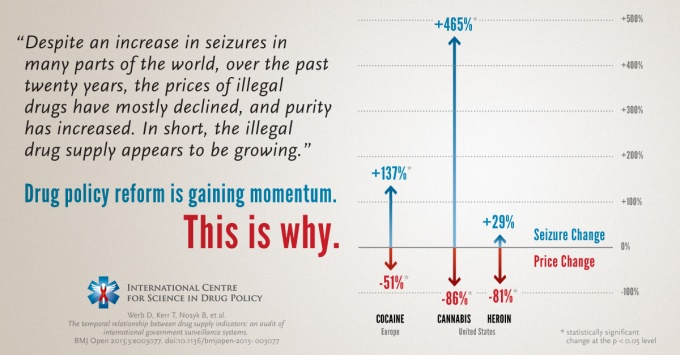 “Despite an increase in seizures in
many parts of the world, over the past
twenty years, the prices of illegal
drugs have mostly declined, and purity
has increased. In short, the illegal
drug supply appears to be growing.”
Drug policy reform is gaining momentum.
This is why.
INTERNATIONAL CENTRE
FOR SCIENCE IN DRUG POLICY
Werb D, Kerr T, Nosyk B, et al.
The temporal relationship between drug supply indicators: an audit of
international government surveillance systems.
BMJ Open 2013;3:e003077. doi:10.1136/bmjopen-2013- 003077
+500%
+465%*
+400%
+300%
+200%
+137%*
+100%
+29%
Seizure Change
0%
Price Change
-51%*
-86%*
-81%*
-100%
COCAINE
Europe
CANNABIS
HEROIN
United States
* statistically significant
change at the p < 0.05 level